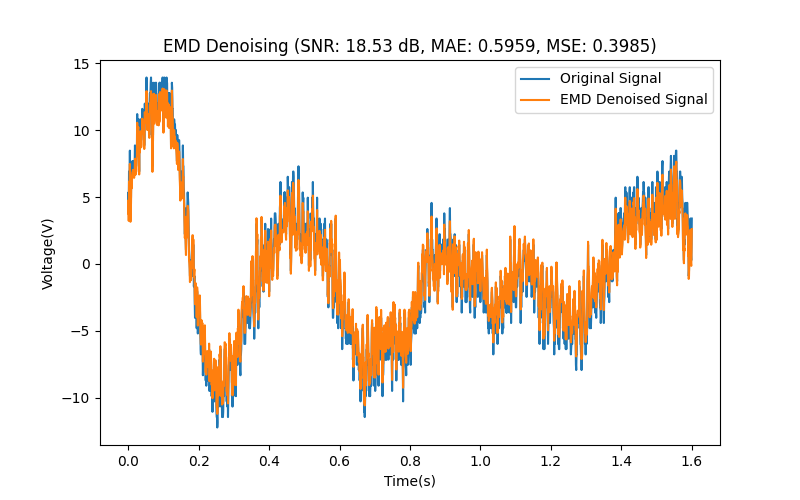 EMD Denoising (SNR: 18.53 dB, MAE: 0.5959, MSE: 0.3985)
Original Signal
EMD Denoised Signal
Voltage(V)
15
10
5
0
−5
−10
0.0 0.2 0.4 0.6 0.8 1.0 1.2 1.4 1.6
Time(s)